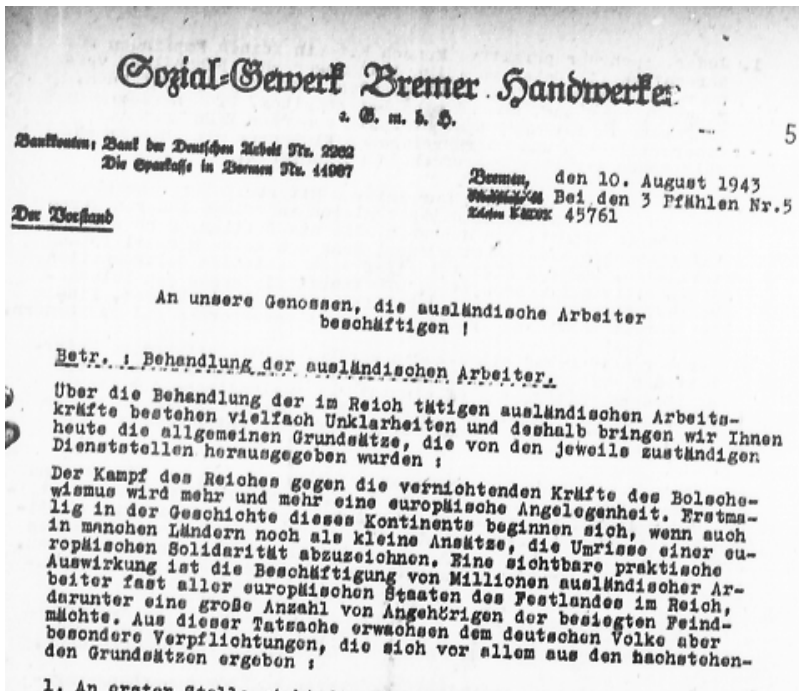 Sozial-Gewerk Bremer Handwerker
e. G. m. b. H.
5
Bankkonten: Bank der Deutschen Arbeit Nr. 2262
Die Sparkasse in Bremen Nr. 44987
Bremen, den 10. August 1943
Bei den 3 Pfählen Nr.5
45761
Der Vorstand
An unsere Genossen, die ausländische Arbeiter
beschäftigen !
Betr. : Behandlung der ausländischen Arbeiter.
Über die Behandlung der im Reich tätigen ausländischen Arbeits-
kräfte bestehen vielfach Unklarheiten und deshalb bringen wir Ihnen
heute die allgemeinen Grundsätze, die von den jeweils zuständigen
Dienststellen herausgegeben wurden :
Der Kampf des Reiches gegen die vernichtenden Kräfte des Bolsche-
wismus wird mehr und mehr eine europäische Angelegenheit. Erstma-
lig in der Geschichte dieses Kontinents beginnen sich, wenn auch
in manchen Ländern noch als kleine Ansätze, die Umrisse einer eu-
ropäischen Solidarität abzuzeichnen. Eine sichtbare praktische
Auswirkung ist die Beschäftigung von Millionen ausländischer Ar-
beiter fast aller europäischen Staaten des Festlandes im Reich,
darunter eine große Anzahl von Angehörigen der besiegten Feind-
mächte. Aus dieser Tatsache erwachsen dem deutschen Volke aber
besondere Verpflichtungen, die sich vor allem aus den nachstehen-
den Grundsätzen ergeben :
1. An